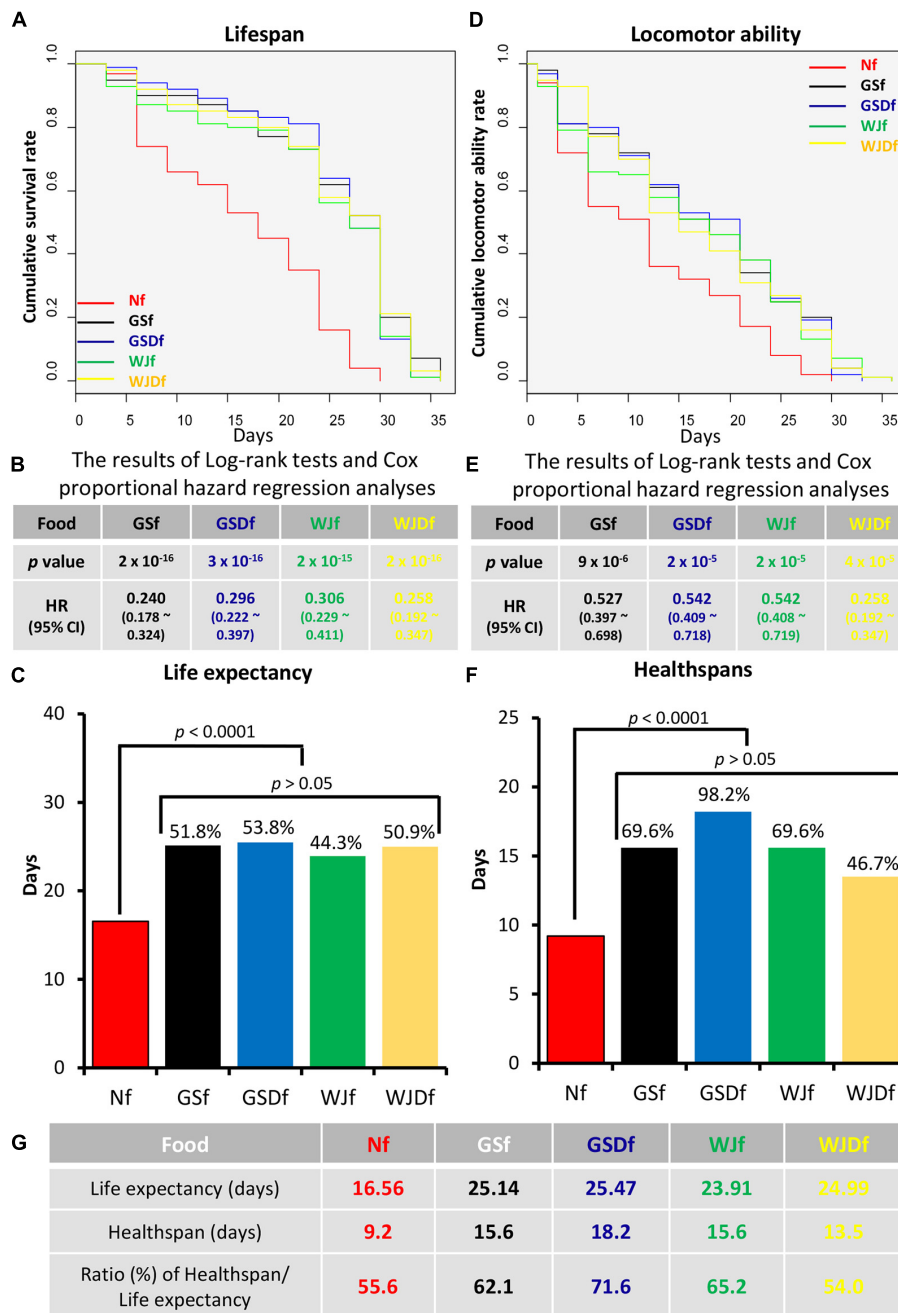 A
Lifespan
Cumulative survival rate
1.0
0.8
0.6
0.4
0.2
0.0
Nf
GSf
GSDf
WJf
WJDf
0 5 10 15 20 25 30 35
Days
D
Locomotor ability
Cumulative locomotor ability rate
1.0
0.8
0.6
0.4
0.2
0.0
Nf
GSf
GSDf
WJf
WJDf
0 5 10 15 20 25 30 35
Days
B
The results of Log-rank tests and Cox
proportional hazard regression analyses
Food GSf GSDf WJf WJDf
p value 2 x 10-16 3 x 10-16 2 x 10-15
HR
(95% CI)
0.240 0.296 0.306 0.258
(0.178 ~ (0.222 ~ (0.229 ~ (0.192 ~
0.324) 0.397) 0.411) 0.347)
E
The results of Log-rank tests and Cox
proportional hazard regression analyses
Food GSf GSDf WJf WJDf
p value 9 x 10-6 2 x 10-5 2 x 10-5
HR
(95% CI)
0.527 0.542 0.542 0.258
(0.397 ~ (0.409 ~ (0.408 ~ (0.192 ~
0.698) 0.718) 0.719) 0.347)
C
Life expectancy
Days
40
30
20
10
0
p < 0.0001
p > 0.05
51.8% 53.8% 44.3% 50.9%
Nf GSf GSDf WJf WJDf
F
Healthspans
Days
25
20
15
10
5
0
p < 0.0001
p > 0.05
69.6% 98.2% 69.6% 46.7%
Nf GSf GSDf WJf WJDf
G
Food Nf GSf GSDf WJf WJDf
Life expectancy (days) 16.56 25.14 25.47 23.91 24.99
Healthspan (days) 9.2 15.6 18.2 15.6 13.5
Ratio (%) of Healthspan/
Life expectancy
55.6 62.1 71.6 65.2 54.0